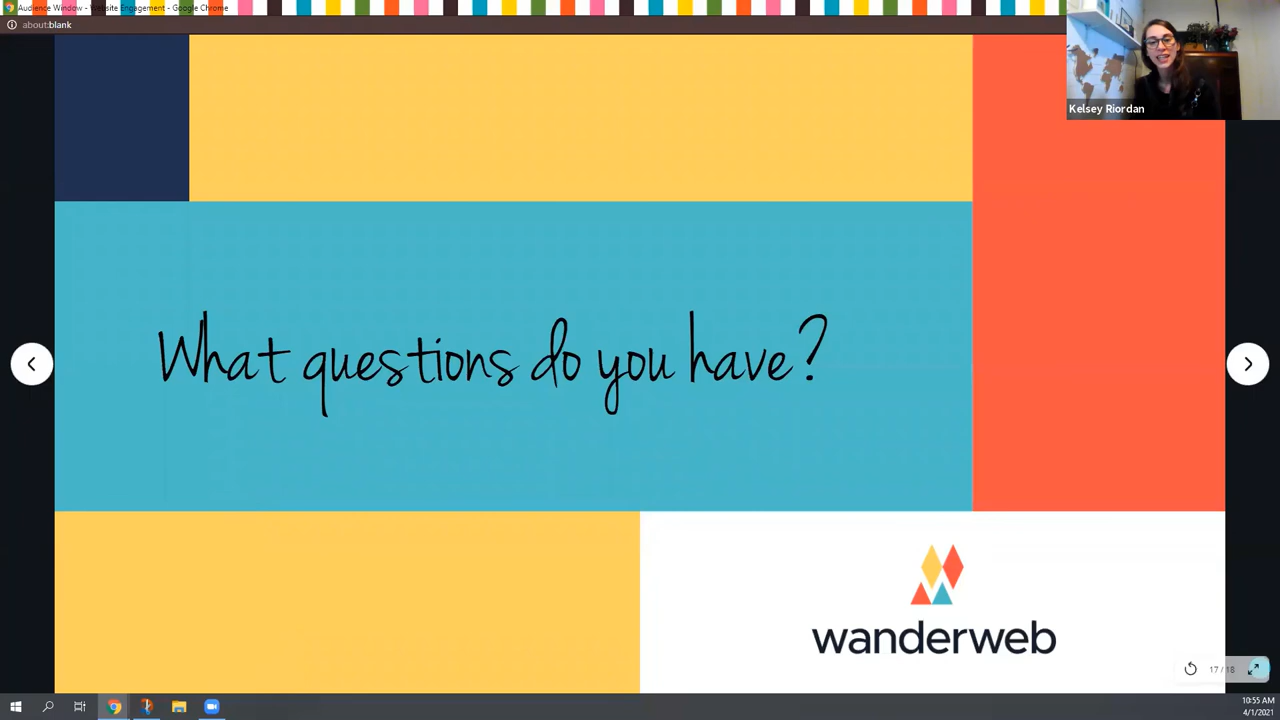 Audience Window - Website Engagement - Google Chrome
about:blank
Kelsey Riordan
What questions do you have?
wanderweb
17 / 18
10:55 AM
4/1/2021